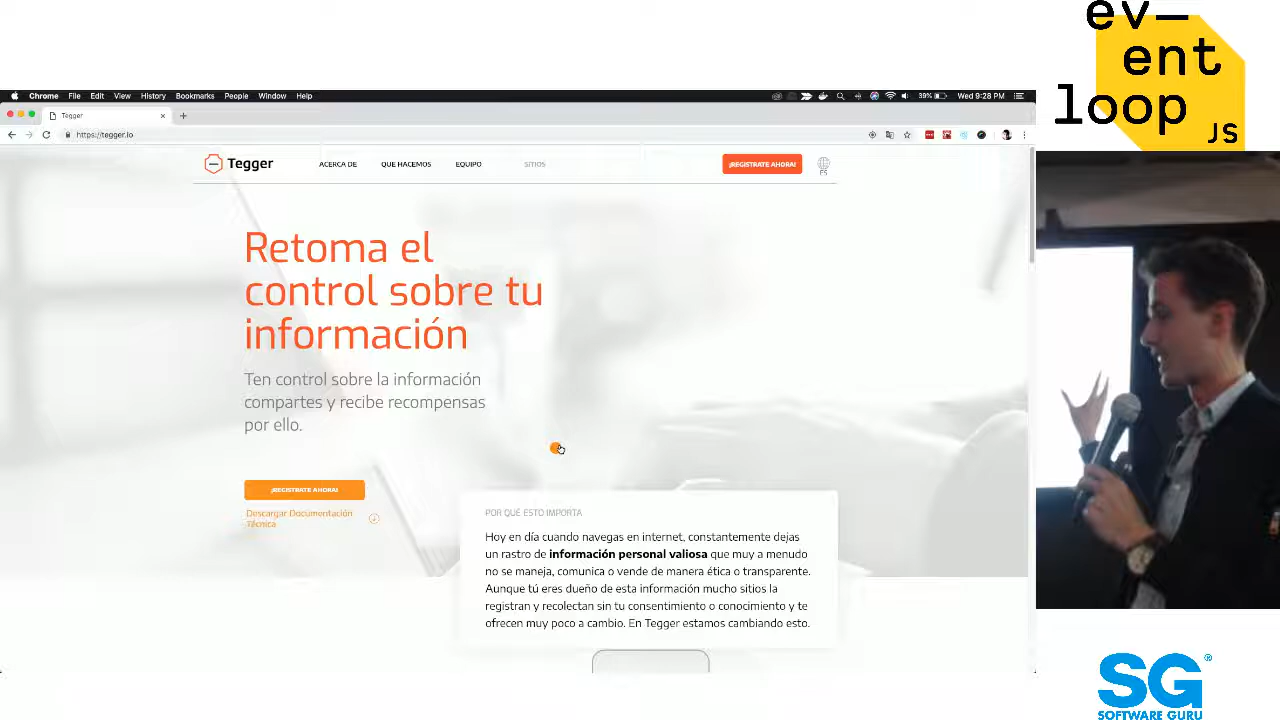 ev—
ent
loop
JS
Chrome File Edit View History Bookmarks People Window Help
39% Wed 9:28 PM
Tegger
https://tegger.io
Tegger
ACERCA DE QUE HACEMOS EQUIPO SITIOS
¡REGISTRATE AHORA!
ES
Retoma el
control sobre tu
información
Ten control sobre la información
compartes y recibe recompensas
por ello.
¡REGISTRATE AHORA!
Descargar Documentación
Técnica
POR QUÉ ESTO IMPORTA
Hoy en día cuando navegas en internet, constantemente dejas
un rastro de información personal valiosa que muy a menudo
no se maneja, comunica o vende de manera ética o transparente.
Aunque tú eres dueño de esta información mucho sitios la
registran y recolectan sin tu consentimiento o conocimiento y te
ofrecen muy poco a cambio. En Tegger estamos cambiando esto.
SG®
SOFTWARE GURU